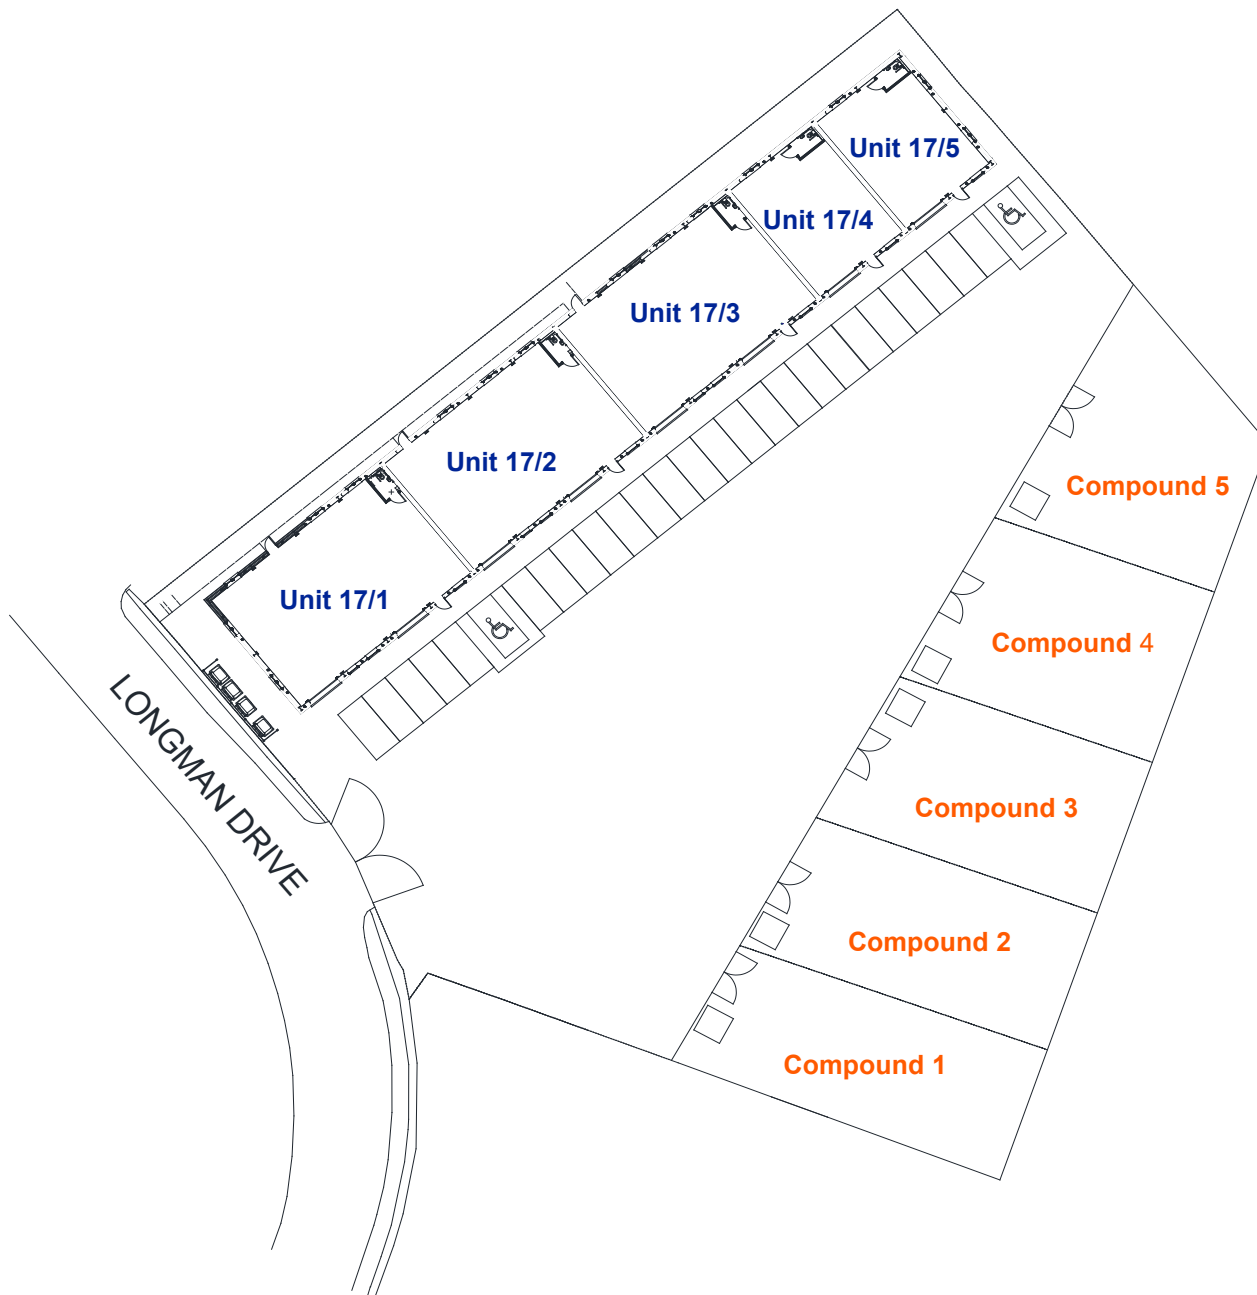 Unit 17/5
Unit 17/4
Unit 17/3
Unit 17/2
Unit 17/1
LONGMAN DRIVE
Compound 5
Compound 4
Compound 3
Compound 2
Compound 1